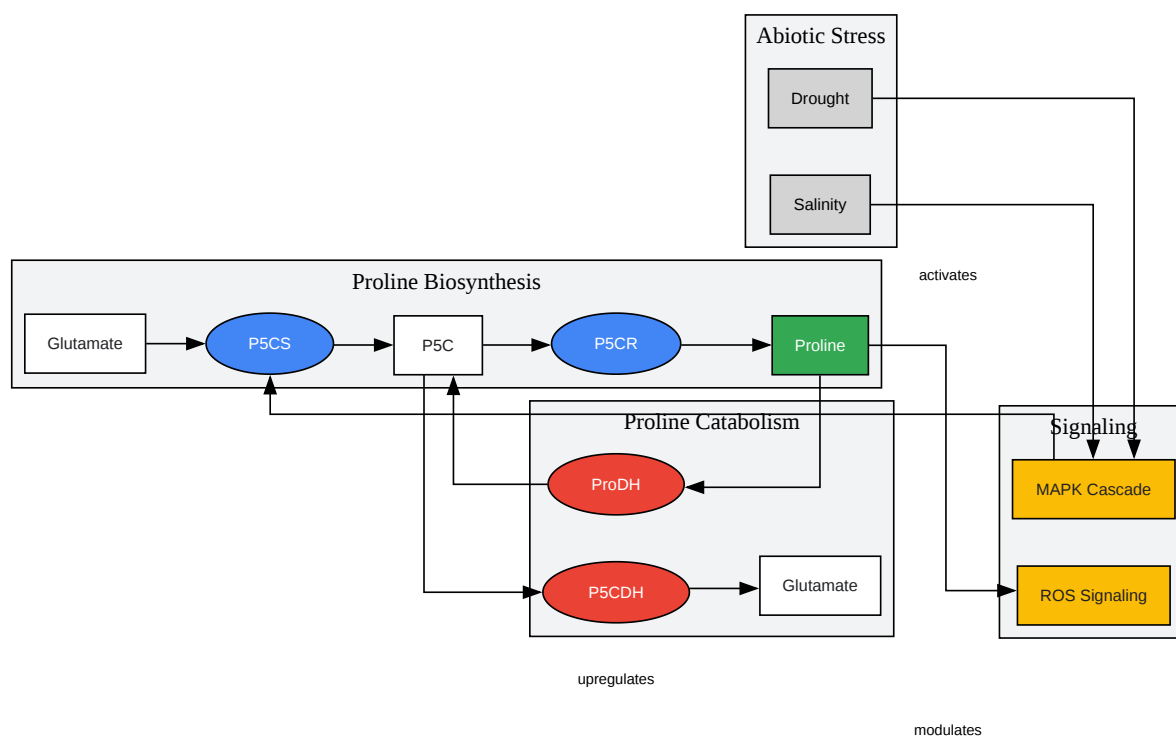 Abiotic Stress
Drought
Salinity
activates
Proline Biosynthesis
Glutamate
P5CS
P5C
P5CR
Proline
Proline Catabolism
ProDH
P5CDH
Glutamate
Signaling
MAPK Cascade
ROS Signaling
upregulates
modulates